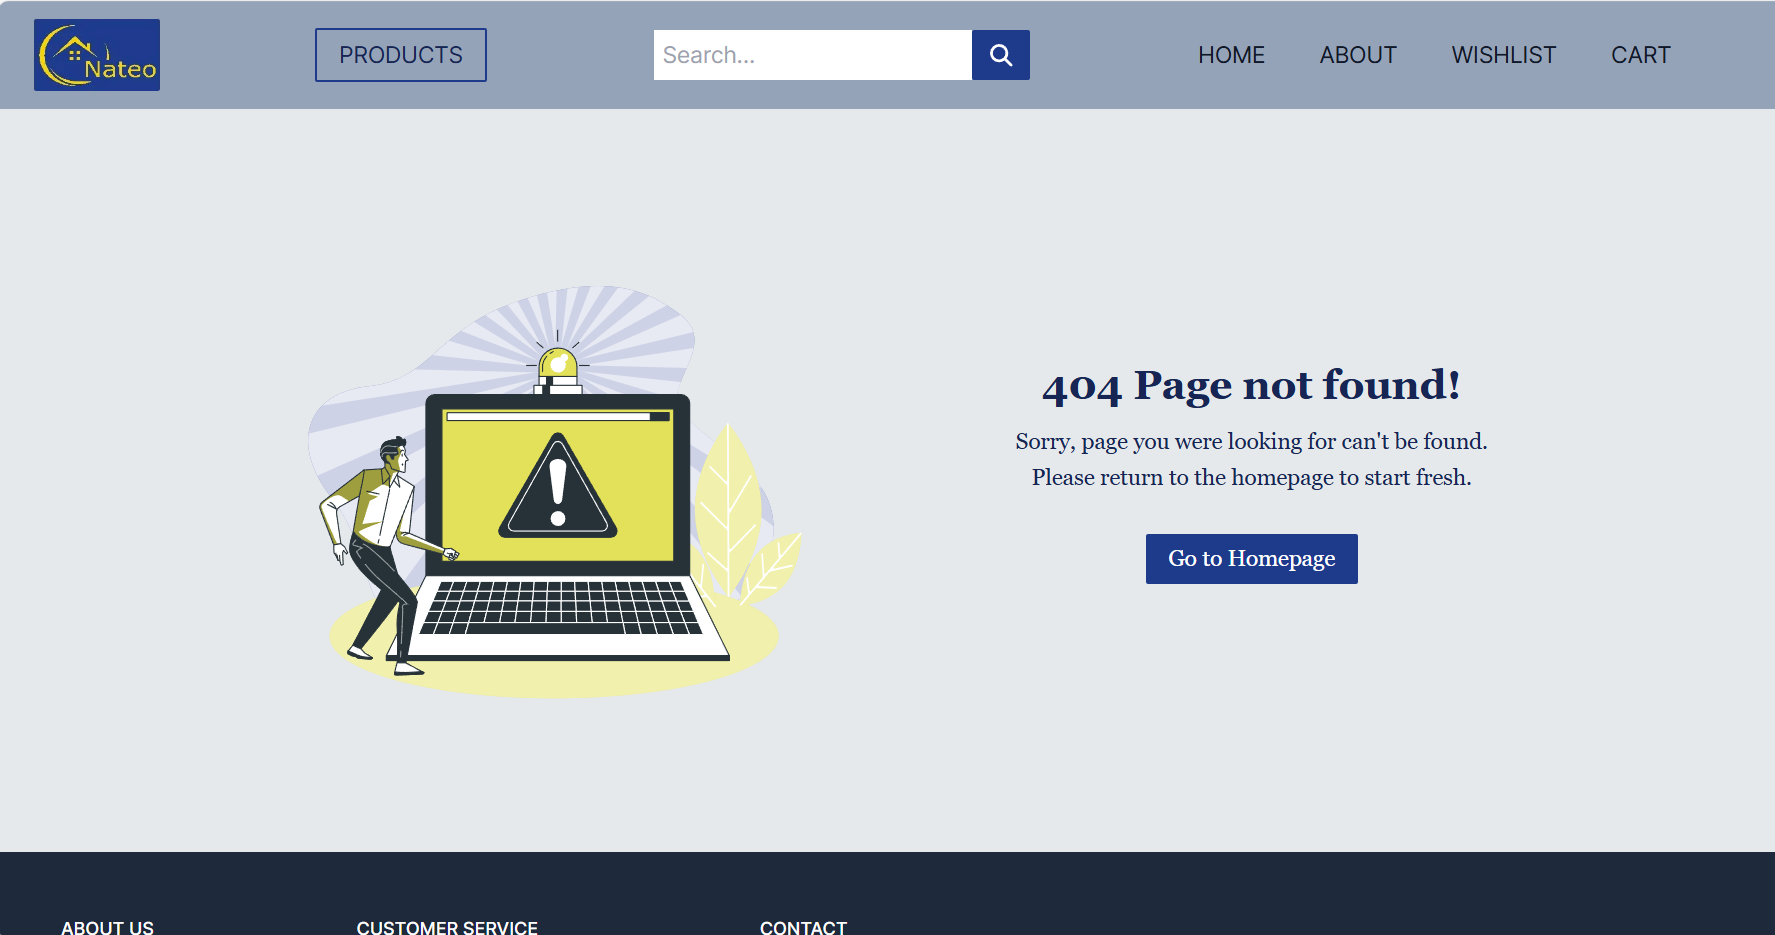 Nateo
PRODUCTS
Search...
HOME
ABOUT
WISHLIST
CART
404 Page not found!
Sorry, page you were looking for can't be found.
Please return to the homepage to start fresh.
Go to Homepage
ABOUT US
CUSTOMER SERVICE
CONTACT